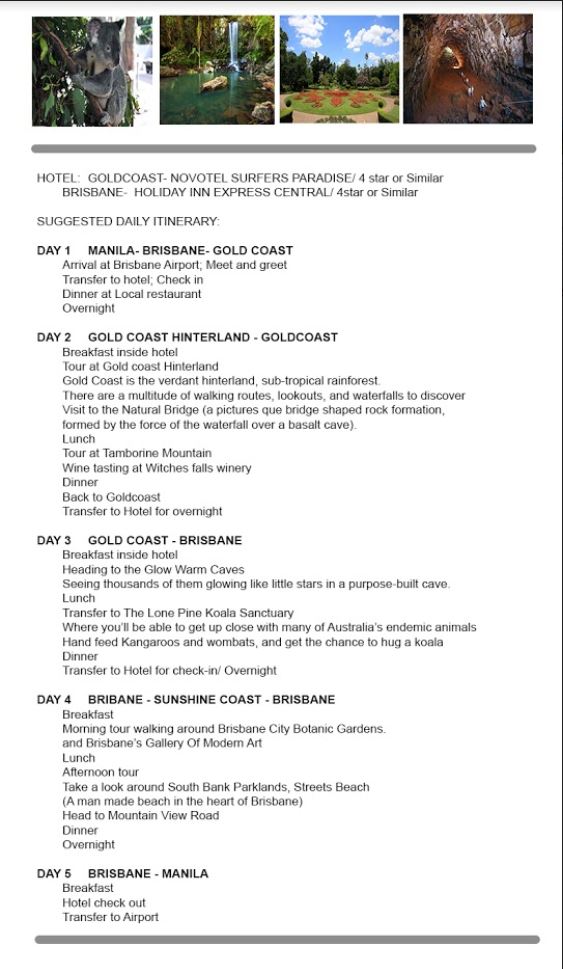 HOTEL: GOLDCOAST- NOVOTEL SURFERS PARADISE/ 4 star or Similar
BRISBANE- HOLIDAY INN EXPRESS CENTRAL/ 4star or Similar
SUGGESTED DAILY ITINERARY:
DAY 1 MANILA- BRISBANE- GOLD COAST
Arrival at Brisbane Airport; Meet and greet
Transfer to hotel; Check in
Dinner at Local restaurant
Overnight
DAY 2 GOLD COAST HINTERLAND - GOLDCOAST
Breakfast inside hotel
Tour at Gold coast Hinterland
Gold Coast is the verdant hinterland, sub-tropical rainforest.
There are a multitude of walking routes, lookouts, and waterfalls to discover
Visit to the Natural Bridge (a pictures que bridge shaped rock formation,
formed by the force of the waterfall over a basalt cave).
Lunch
Tour at Tamborine Mountain
Wine tasting at Witches falls winery
Dinner
Back to Goldcoast
Transfer to Hotel for overnight
DAY 3 GOLD COAST - BRISBANE
Breakfast inside hotel
Heading to the Glow Warm Caves
Seeing thousands of them glowing like little stars in a purpose-built cave.
Lunch
Transfer to The Lone Pine Koala Sanctuary
Where you'll be able to get up close with many of Australia's endemic animals
Hand feed Kangaroos and wombats, and get the chance to hug a koala
Dinner
Transfer to Hotel for check-in/ Overnight
DAY 4 BRIBANE - SUNSHINE COAST - BRISBANE
Breakfast
Morning tour walking around Brisbane City Botanic Gardens.
and Brisbane's Gallery Of Modern Art
Lunch
Afternoon tour
Take a look around South Bank Parklands, Streets Beach
(A man made beach in the heart of Brisbane)
Head to Mountain View Road
Dinner
Overnight
DAY 5 BRISBANE - MANILA
Breakfast
Hotel check out
Transfer to Airport